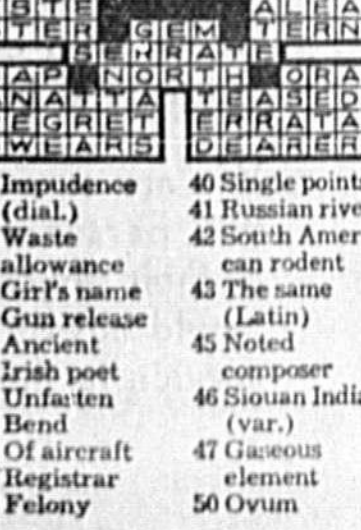 STE ALEA
TER GEM TERN
SERRATE
AP NORTH ORA
NATTA TEASED
EGRET ERRATA
WEARS DEARER
Impudence
(dial.)
Waste
allowance
Girl's name
Gun release
Ancient
Irish poet
Unfasten
Bend
Of aircraft
Registrar
Felony
40 Single points
41 Russian rive
42 South Ameri
can rodent
43 The same
(Latin)
45 Noted
composer
46 Siouan India
(var.)
47 Gaseous
element
50 Ovum